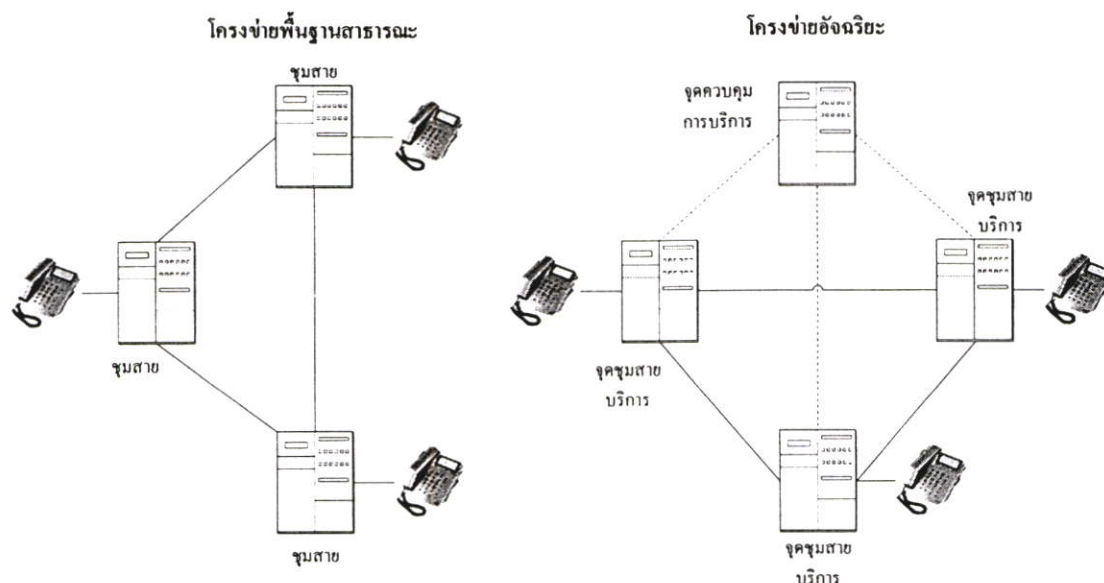 โครงข่ายพื้นฐานสาธารณะ
ชุมสาย
ชุมสาย
ชุมสาย
โครงข่ายอัจฉริยะ
จุดควบคุม
การบริการ
จุดชุมสาย
บริการ
จุดชุมสาย
บริการ
จุดชุมสาย
บริการ